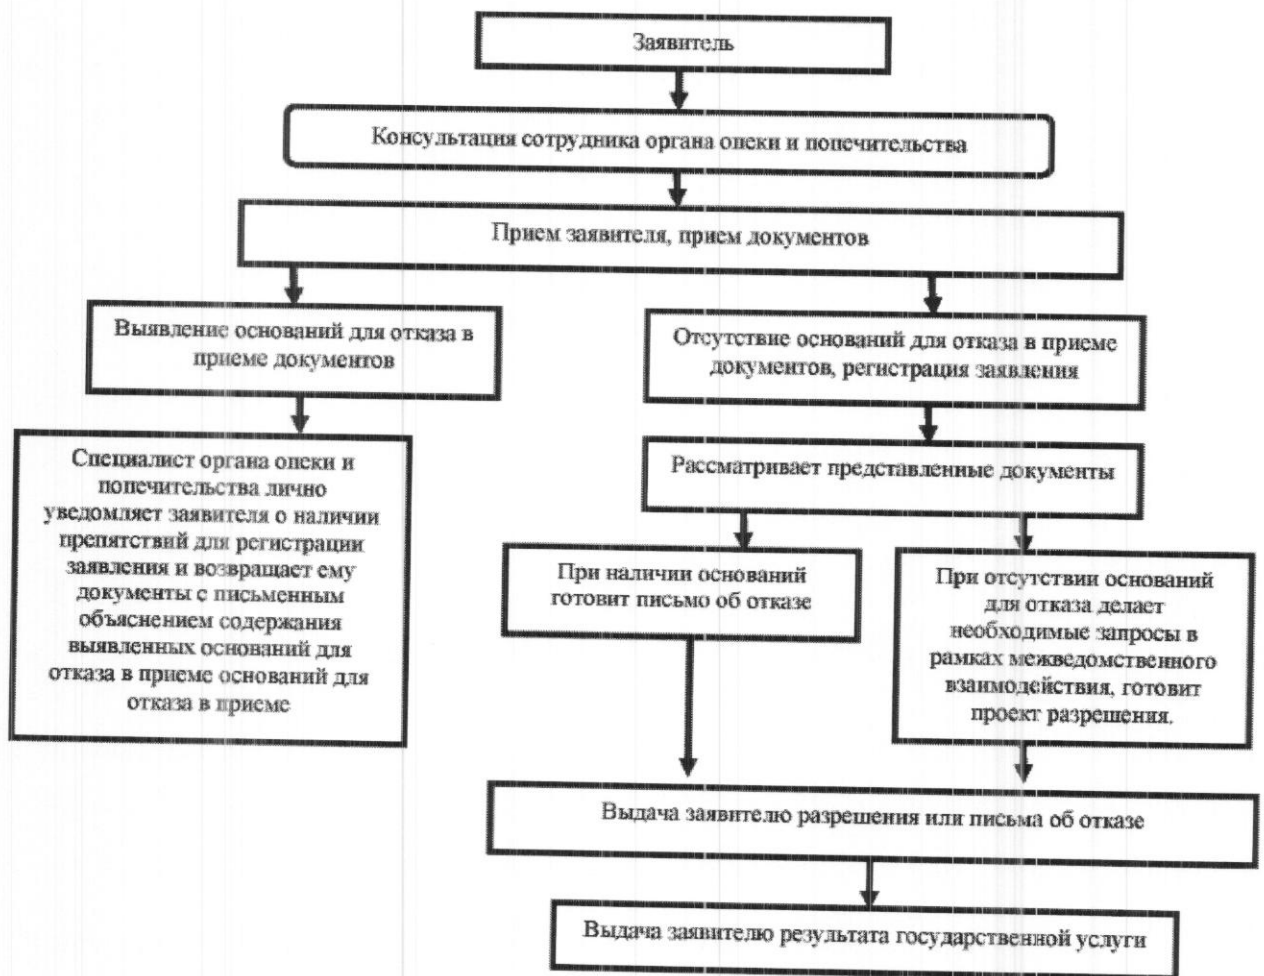 Заявитель
Консультация сотрудника органа опеки и попечительства
Прием заявителя, прием документов
Выявление оснований для отказа в
приеме документов
Отсутствие оснований для отказа в приеме
документов, регистрация заявления
Специалист органа опеки и
попечительства лично
уведомляет заявителя о наличии
препятствий для регистрации
заявления и возвращает ему
документы с письменным
объяснением содержания
выявленных оснований для
отказа в приеме оснований для
отказа в приеме
Рассматривает представленные документы
При наличии оснований
готовит письмо об отказе
При отсутствии оснований
для отказа делает
необходимые запросы в
рамках межведомственного
взаимодействия, готовит
проект разрешения.
Выдача заявителю разрешения или письма об отказе
Выдача заявителю результата государственной услуги